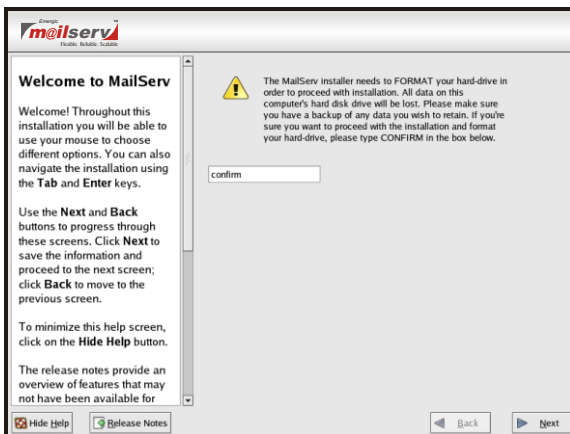 Emergic
m@ilserv
Flexible. Reliable. Scalable
Welcome to MailServ
Welcome! Throughout this
installation you will be able to
use your mouse to choose
different options. You can also
navigate the installation using
the Tab and Enter keys.
Use the Next and Back
buttons to progress through
these screens. Click Next to
save the information and
proceed to the next screen;
click Back to move to the
previous screen.
To minimize this help screen,
click on the Hide Help button.
The release notes provide an
overview of features that may
not have been available for
The MailServ installer needs to FORMAT your hard-drive in
order to proceed with installation. All data on this
computer's hard disk drive will be lost. Please make sure
you have a backup of any data you wish to retain. If you're
sure you want to proceed with the installation and format
your hard-drive, please type CONFIRM in the box below.
confirm
Hide Help
Release Notes
Back
Next